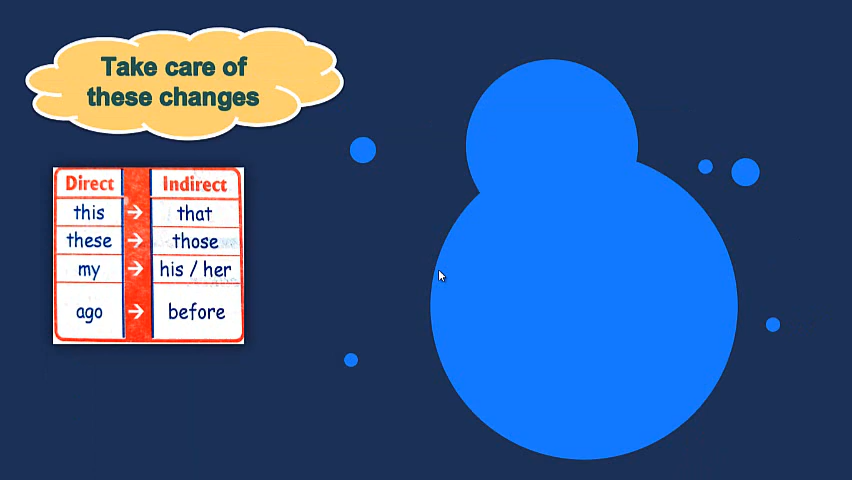 Take care of
these changes
Direct Indirect
this → that
these → those
my → his / her
ago → before